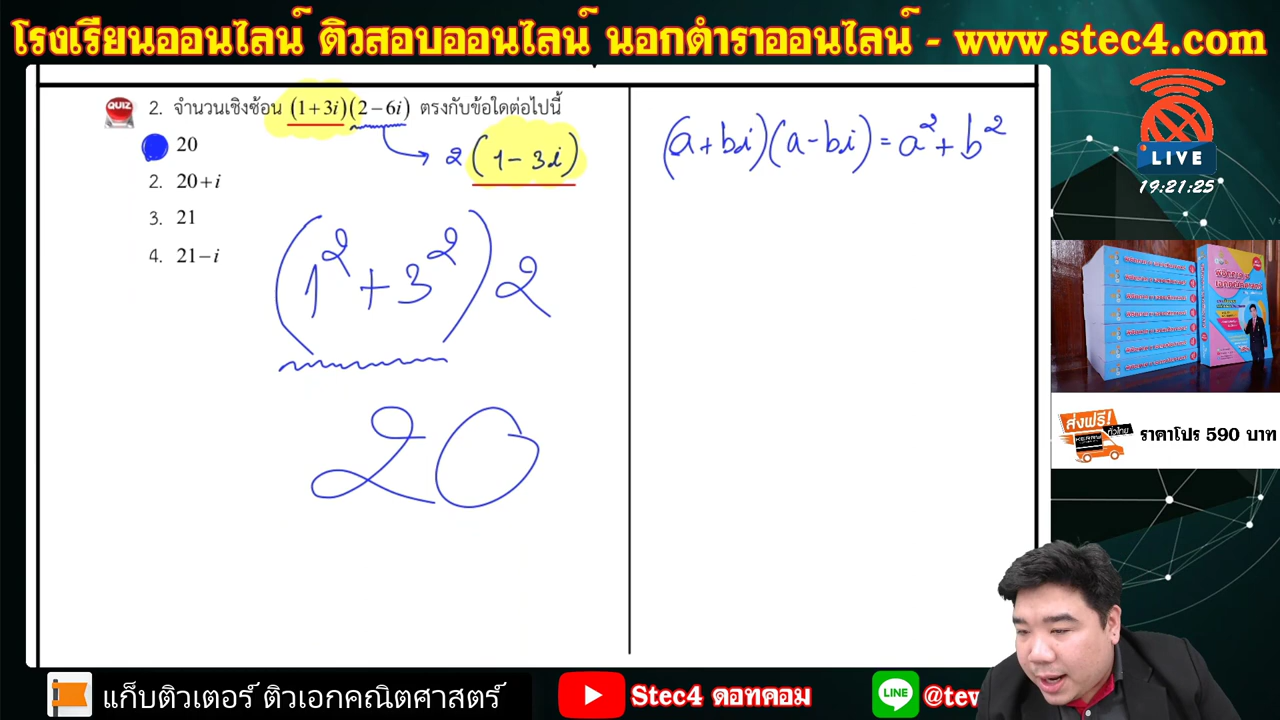 โรงเรียนออนไลน์ ติวสอบออนไลน์ นอกตำราออนไลน์ - www.stec4.com
QUIZ 2. จำนวนเชิงซ้อน (1+3i)(2−6i) ตรงกับข้อใดต่อไปนี้
20
2. 20+i
3. 21
4. 21−i
2(1−3i)
(1²+3²)2
20
(a+bi)(a−bi)=a²+b²
LIVE
19:21:25
ส่งฟรี!
ทั่วไทย
KERRY
ราคาโปร 590 บาท
แก็บติวเตอร์ ติวเอกคณิตศาสตร์
Stec4 ดอทคอม
LINE